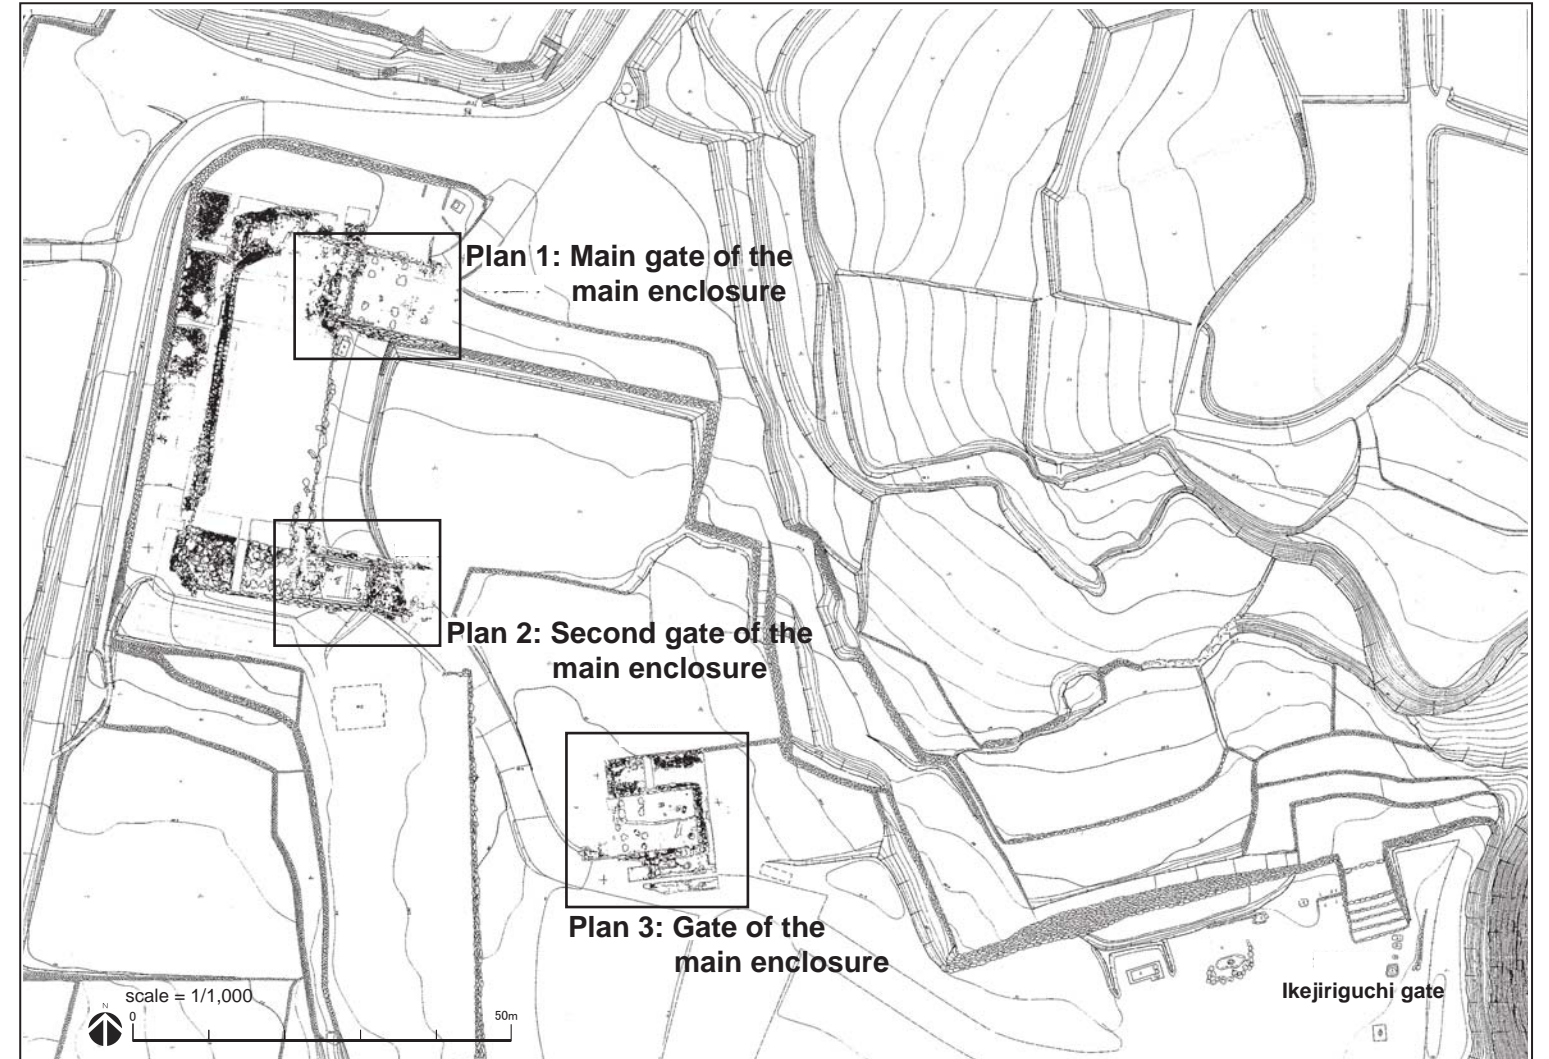 Plan 1: Main gate of the
main enclosure
Plan 2: Second gate of the
main enclosure
Plan 3: Gate of the
main enclosure
Ikejiriguchi gate
scale = 1/1,000
N
0
50m